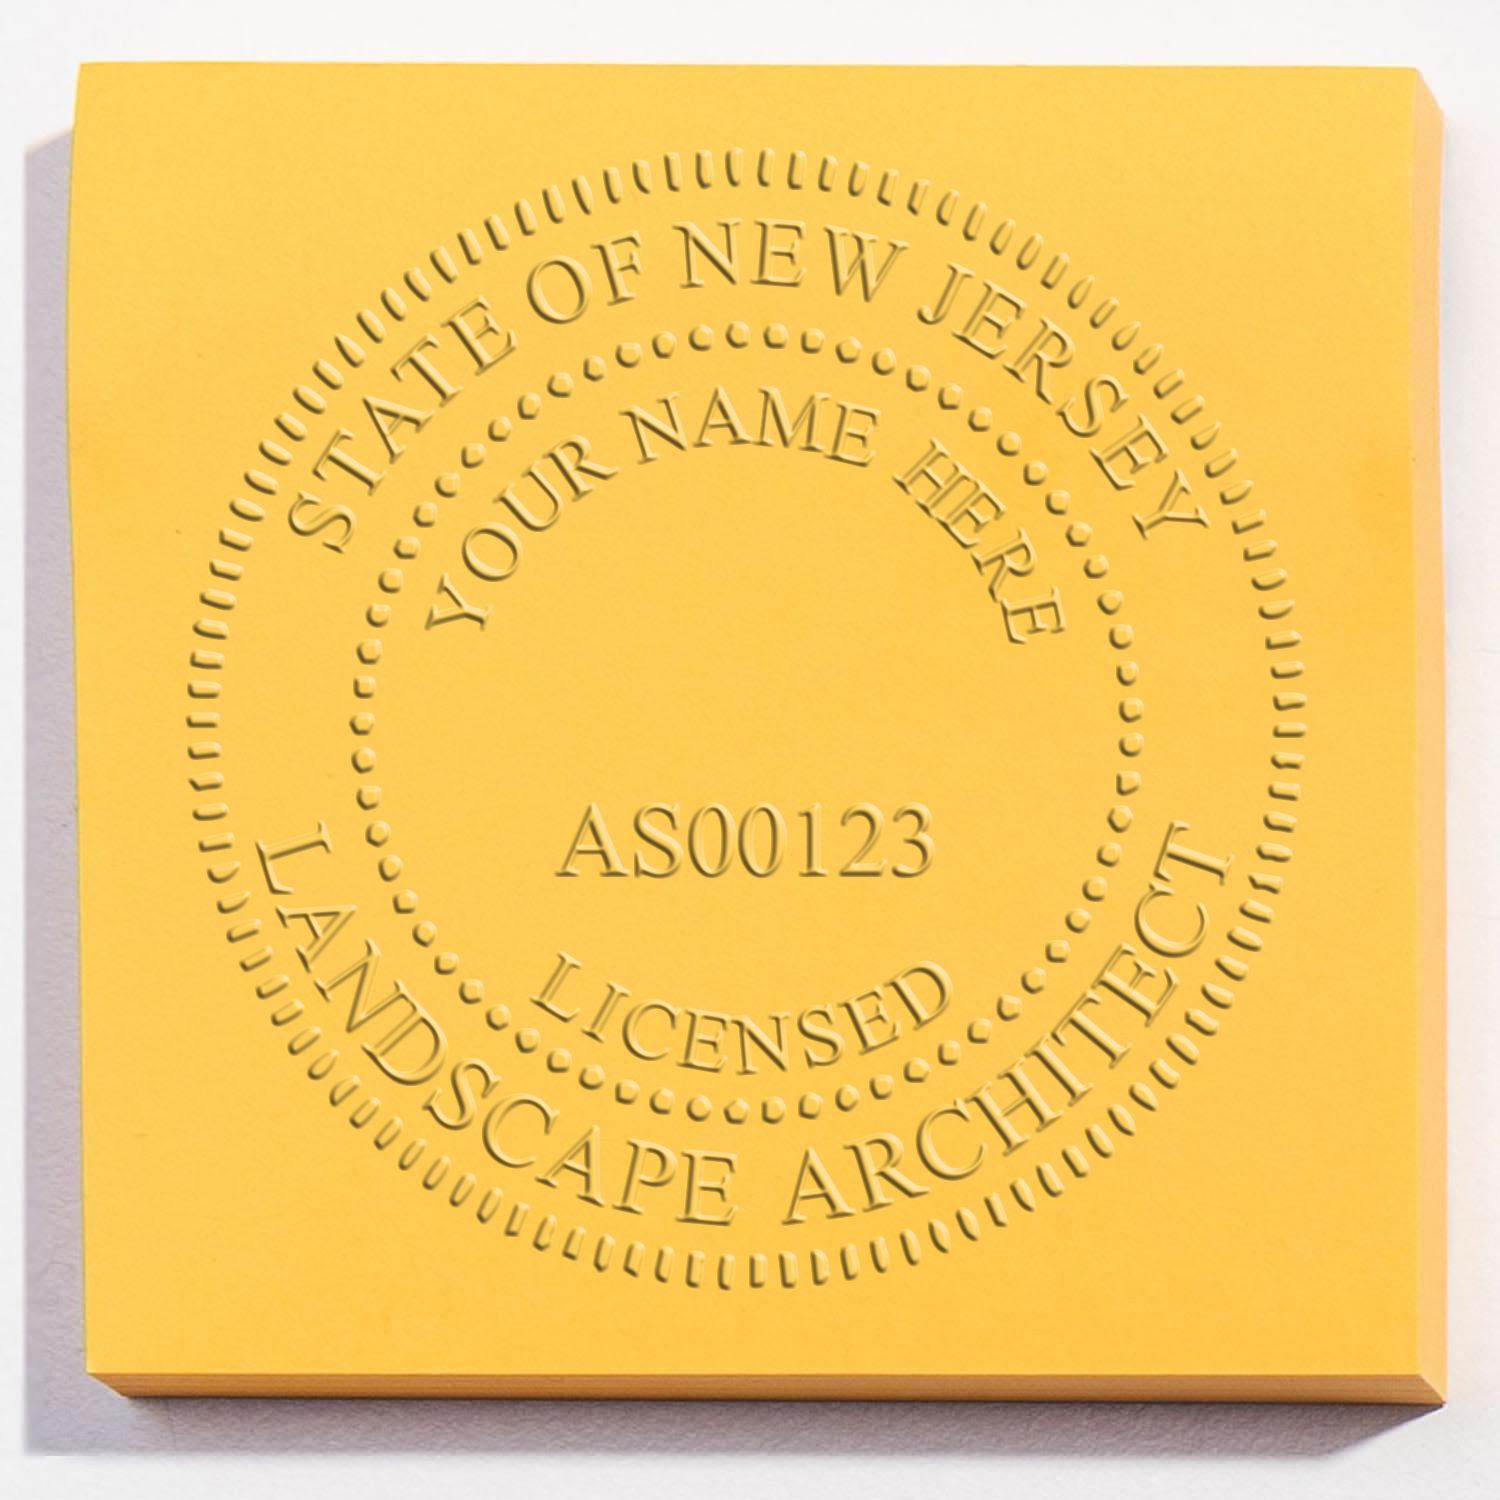 STATE OF NEW JERSEY
YOUR NAME HERE
AS00123
LICENSED
LANDSCAPE ARCHITECT